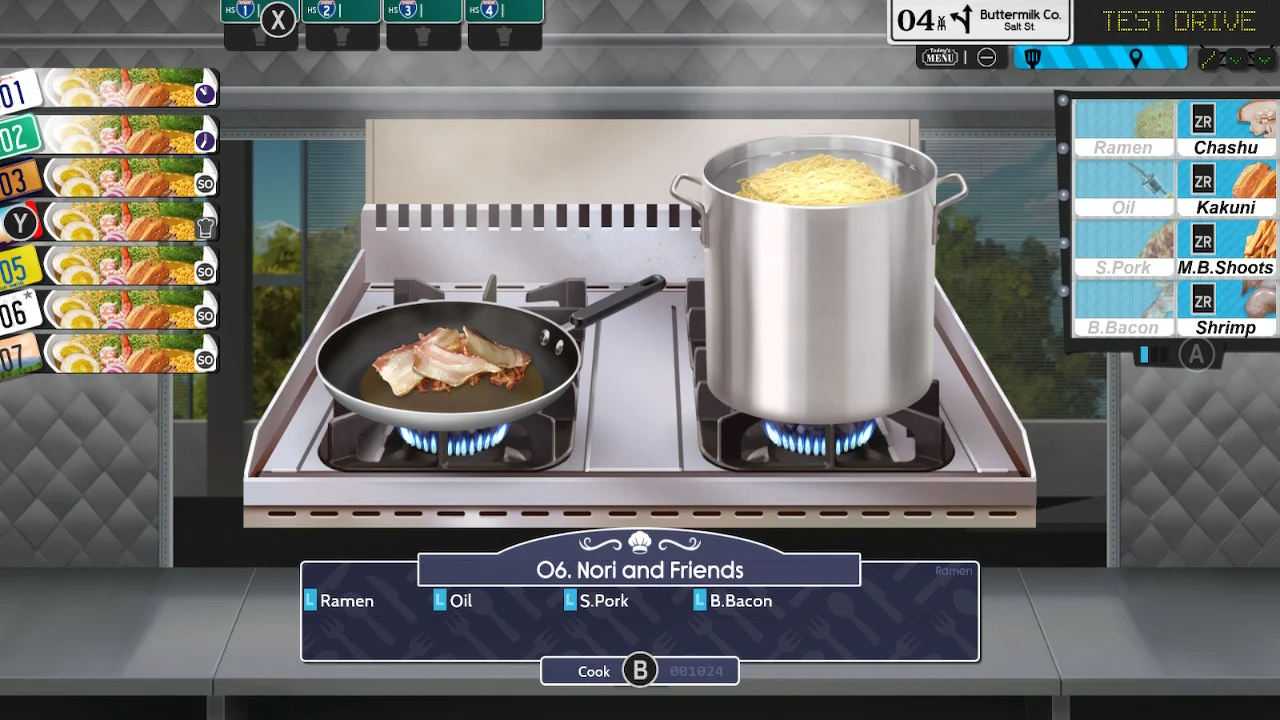 HS 1 X HS 2 HS 3 HS 4
04 Buttermilk Co.
Salt St.
TEST DRIVE
Today's
MENU
01
02
03 SO
Y
05 SO
06 SO
07 SO
Ramen ZR Chashu
Oil ZR Kakuni
S.Pork ZR M.B.Shoots
B.Bacon ZR Shrimp
A
06. Nori and Friends
Ramen
L Ramen L Oil L S.Pork L B.Bacon
Cook B 001024